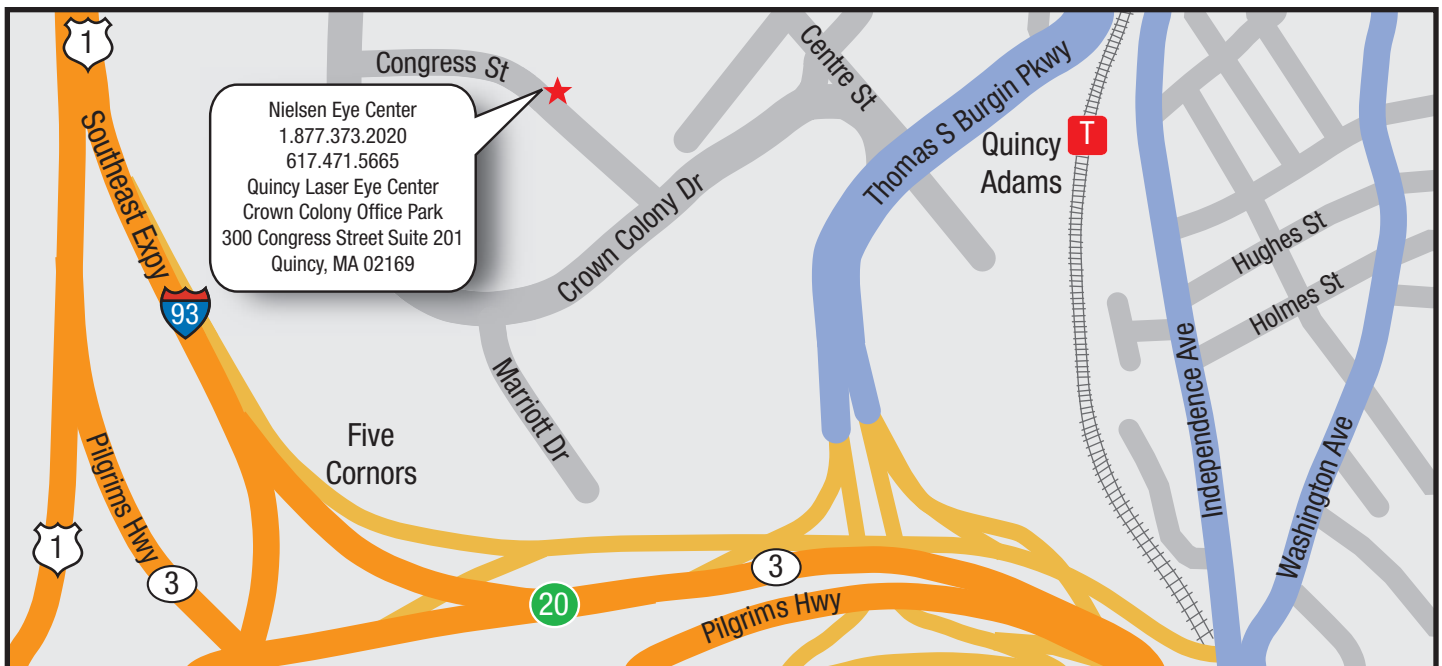 1
Congress St
Centre St
Thomas S Burgin Pkwy
Southeast Expy
Nielsen Eye Center
1.877.373.2020
617.471.5665
Quincy Laser Eye Center
Crown Colony Office Park
300 Congress Street Suite 201
Quincy, MA 02169
Quincy
Adams
T
Crown Colony Dr
Hughes St
Holmes St
93
Independence Ave
Marriott Dr
Five
Cornors
Pilgrims Hwy
Washington Ave
1
3
3
20
Pilgrims Hwy